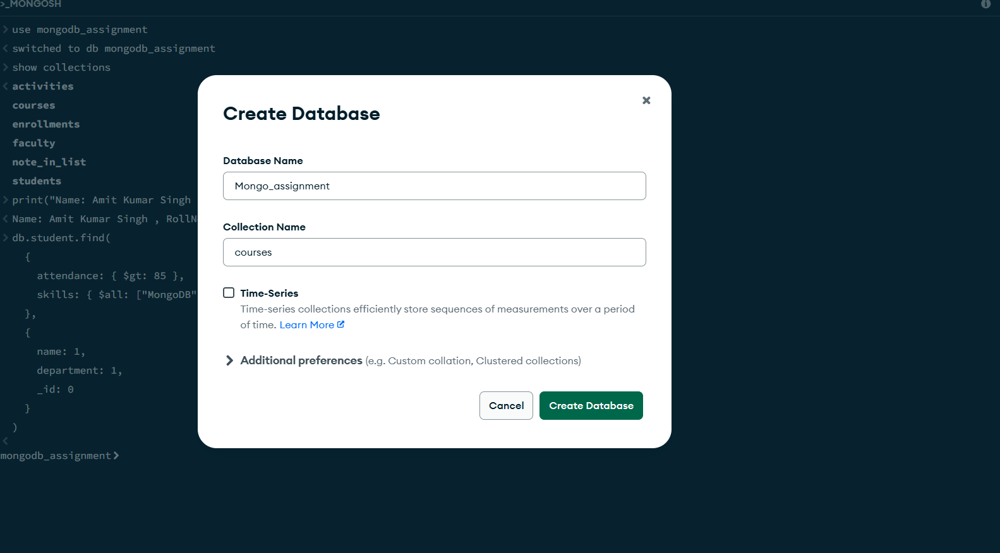 >_MONGOSH
> use mongodb_assignment
< switched to db mongodb_assignment
> show collections
< activities
courses
enrollments
faculty
note_in_list
students
> print("Name: Amit Kumar Singh
< Name: Amit Kumar Singh , RollN
> db.student.find(
{
attendance: { $gt: 85 },
skills: { $all: ["MongoDB"
},
{
name: 1,
department: 1,
_id: 0
}
)
<
mongodb_assignment>
Create Database
Database Name
Mongo_assignment
Collection Name
courses
Time-Series
Time-series collections efficiently store sequences of measurements over a period
of time. Learn More
Additional preferences (e.g. Custom collation, Clustered collections)
Cancel
Create Database